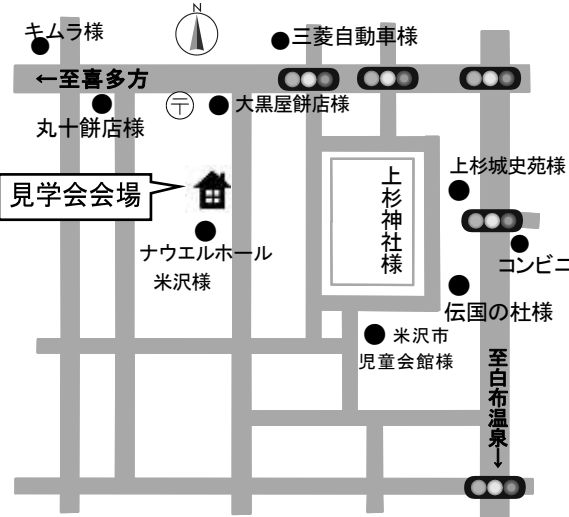 N
キムラ様
三菱自動車様
←至喜多方
〒
大黒屋餅店様
丸十餅店様
見学会会場
上杉神社様
上杉城史苑様
ナウエルホール
米沢様
コンビニ
伝国の杜様
米沢市
児童会館様
至白布温泉→